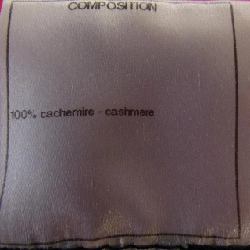 COMPOSITION
100% cachemire - cashmere